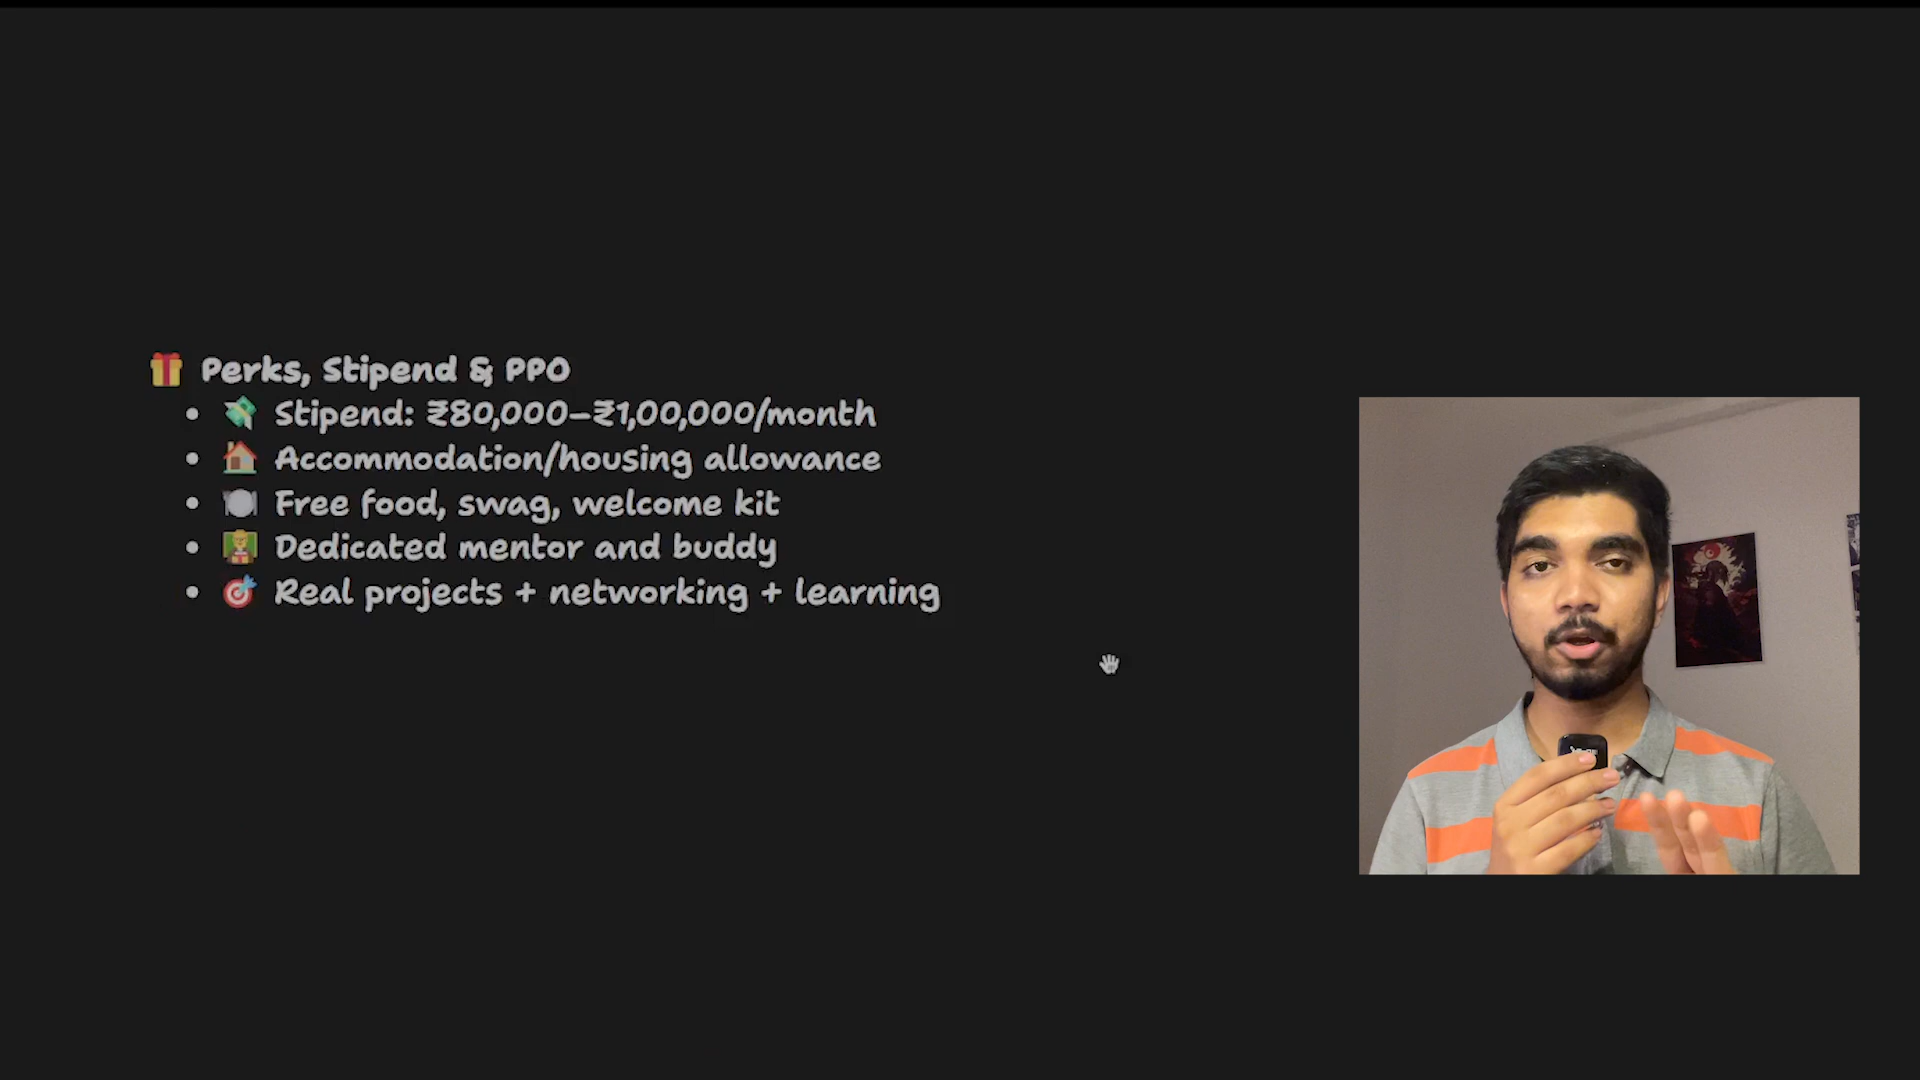 🎁 Perks, Stipend & PPO
• 💸 Stipend: ₹80,000–₹1,00,000/month
• 🏠 Accommodation/housing allowance
• 🍽️ Free food, swag, welcome kit
• 🧑‍🏫 Dedicated mentor and buddy
• 🎯 Real projects + networking + learning